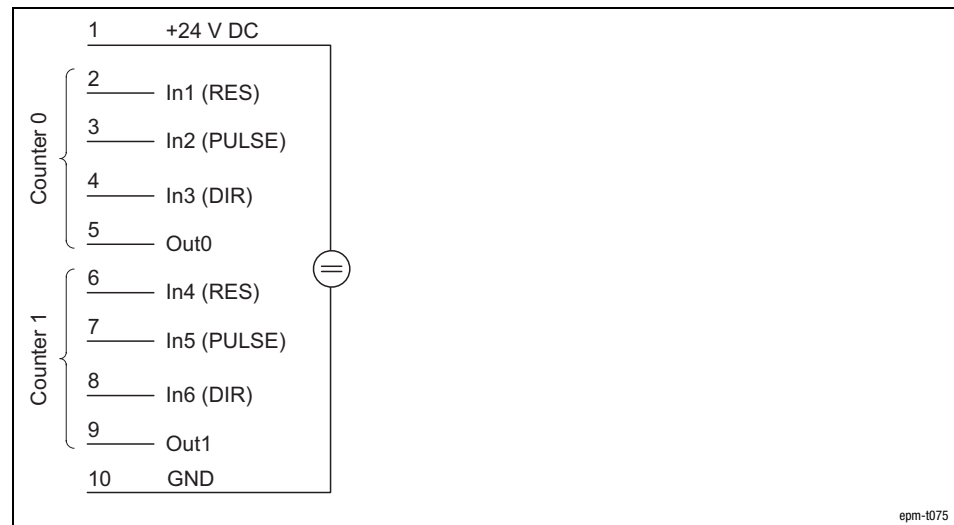 1 +24 V DC
Counter 0
2 In1 (RES)
3 In2 (PULSE)
4 In3 (DIR)
5 Out0
Counter 1
6 In4 (RES)
7 In5 (PULSE)
8 In6 (DIR)
9 Out1
10 GND
epm-t075